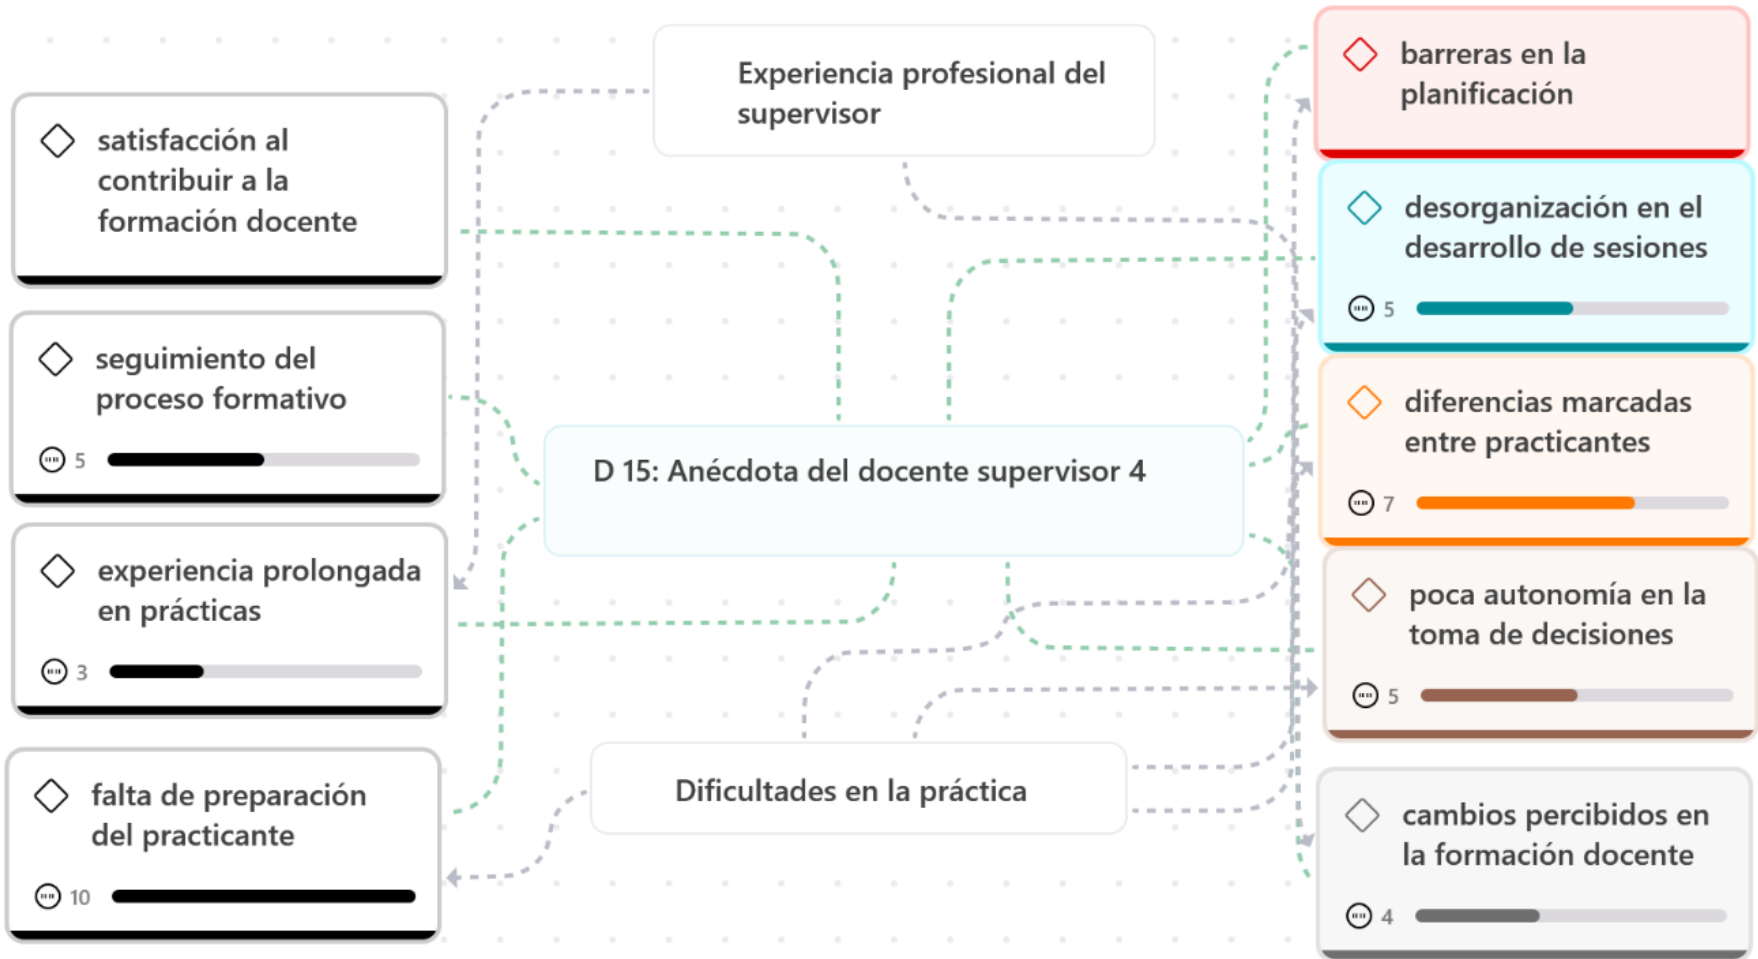 satisfacción al
contribuir a la
formación docente
seguimiento del
proceso formativo
5
experiencia prolongada
en prácticas
3
falta de preparación
del practicante
10
Experiencia profesional del
supervisor
D 15: Anécdota del docente supervisor 4
Dificultades en la práctica
barreras en la
planificación
desorganización en el
desarrollo de sesiones
5
diferencias marcadas
entre practicantes
7
poca autonomía en la
toma de decisiones
5
cambios percibidos en
la formación docente
4